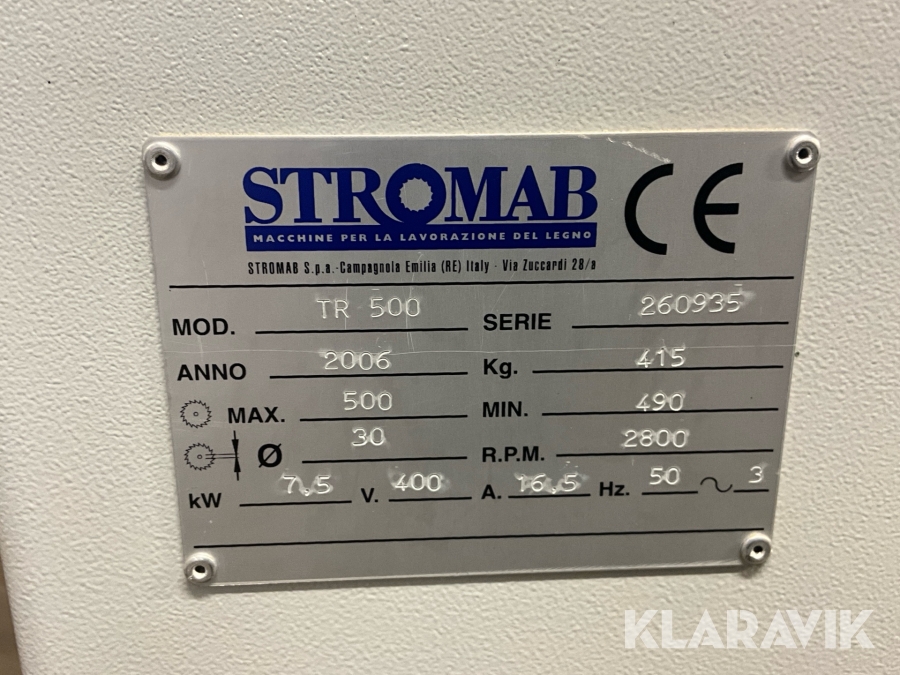 STROMAB
MACCHINE PER LA LAVORAZIONE DEL LEGNO
CE
STROMAB S.p.a.-Campagnola Emilia (RE) Italy - Via Zuccardi 28/a
MOD. TR 500 SERIE 260935
ANNO 2006 Kg. 415
MAX. 500 MIN. 490
Ø 30 R.P.M. 2800
kW 7,5 V. 400 A. 16,5 Hz. 50 ~ 3
KLARAVIK